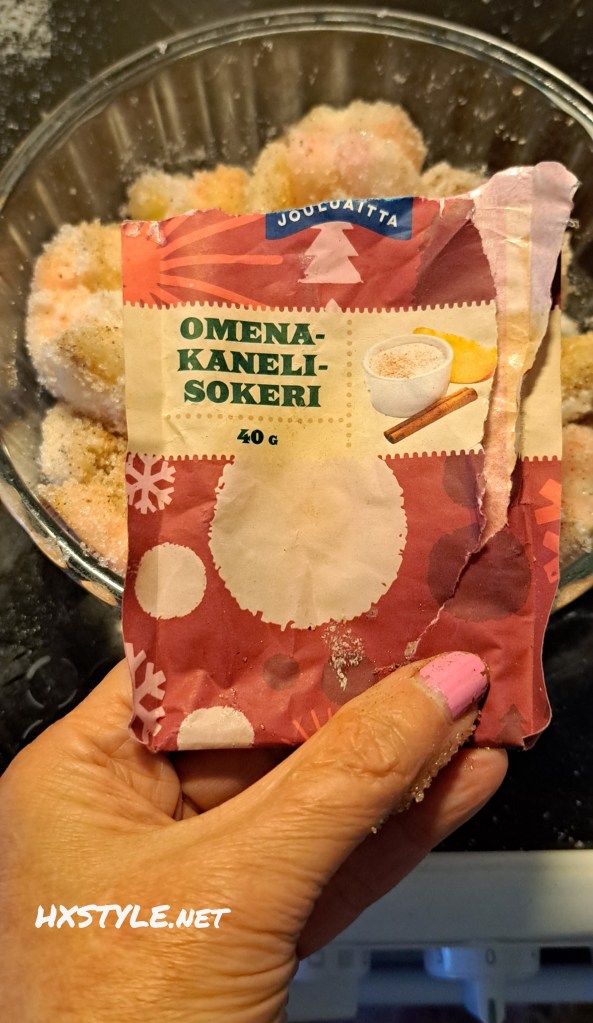 JOULUAITTA
OMENA-
KANELI-
SOKERI
40 G
HXSTYLE.NET